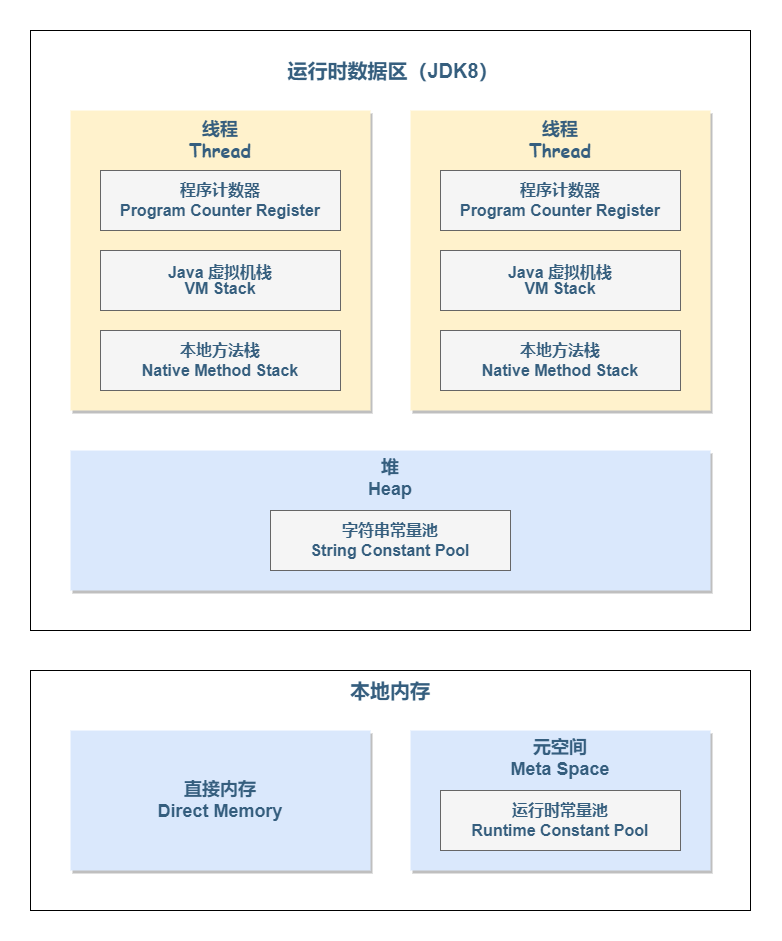 运行时数据区（JDK8）
线程
Thread
程序计数器
Program Counter Register
Java 虚拟机栈
VM Stack
本地方法栈
Native Method Stack
线程
Thread
程序计数器
Program Counter Register
Java 虚拟机栈
VM Stack
本地方法栈
Native Method Stack
堆
Heap
字符串常量池
String Constant Pool
本地内存
直接内存
Direct Memory
元空间
Meta Space
运行时常量池
Runtime Constant Pool